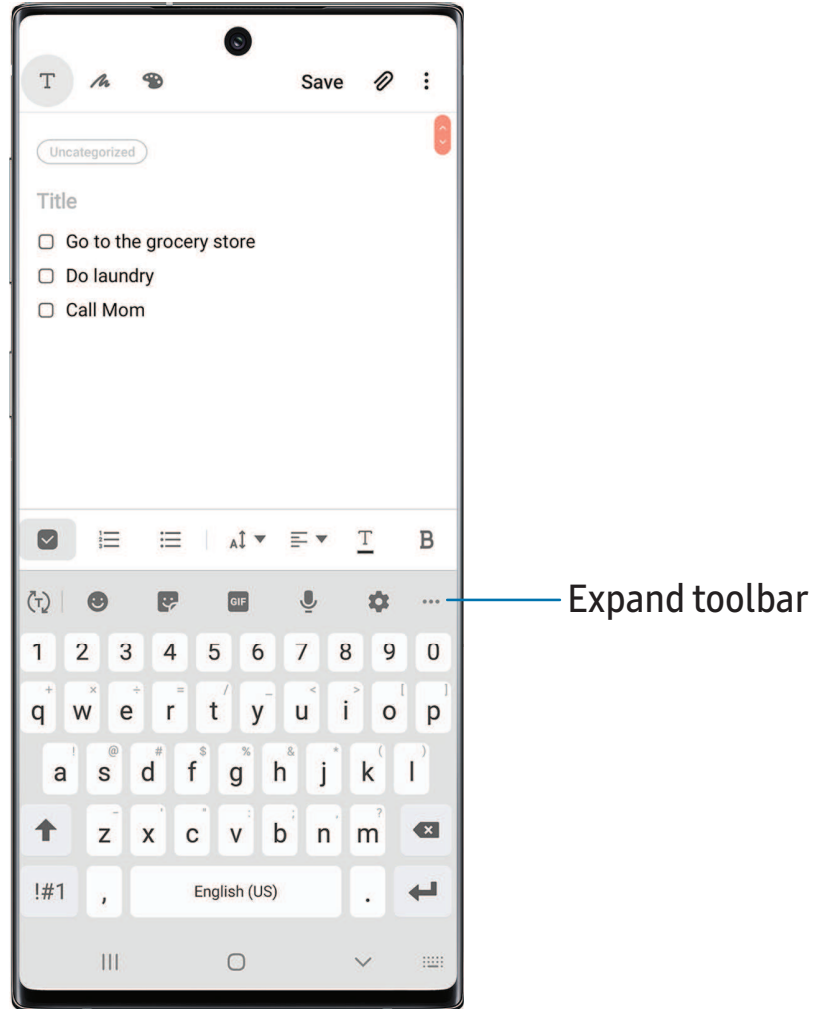 T Save
Uncategorized
Title
Go to the grocery store
Do laundry
Call Mom
A T B
T GIF
Expand toolbar
1 2 3 4 5 6 7 8 9 0
+ × ÷ = / _ < > [ ]
q w e r t y u i o p
! @ # $ % & * ( )
a s d f g h j k l
- ' " : ; , ?
z x c v b n m
!#1 , English (US) .